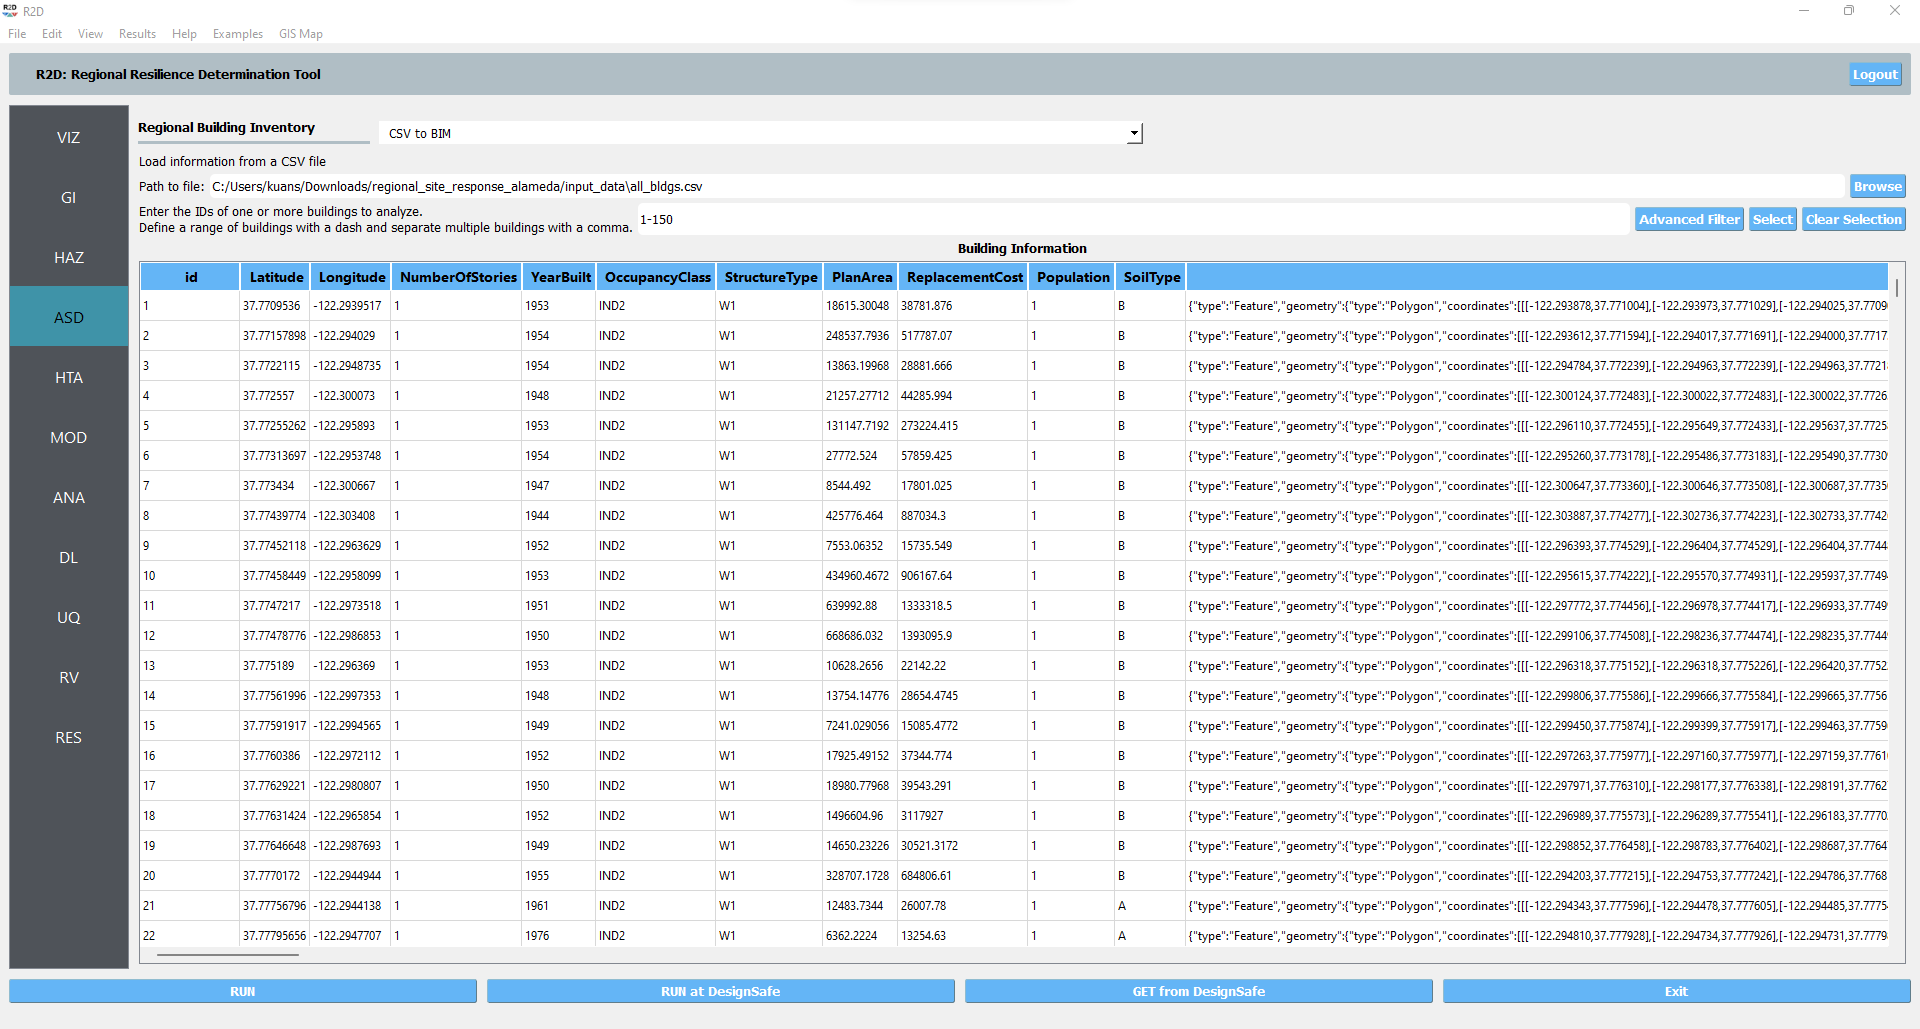 R2D R2D
File Edit View Results Help Examples GIS Map
R2D: Regional Resilience Determination Tool Logout
VIZ
GI
HAZ
ASD
HTA
MOD
ANA
DL
UQ
RV
RES
Regional Building Inventory CSV to BIM
Load information from a CSV file
Path to file: C:/Users/kuans/Downloads/regional_site_response_alameda/input_data\all_bldgs.csv Browse
Enter the IDs of one or more buildings to analyze.
Define a range of buildings with a dash and separate multiple buildings with a comma. 1-150 Advanced Filter Select Clear Selection
Building Information
id Latitude Longitude NumberOfStories YearBuilt OccupancyClass StructureType PlanArea ReplacementCost Population SoilType
1 37.7709536 -122.2939517 1 1953 IND2 W1 18615.30048 38781.876 1 B {"type":"Feature","geometry":{"type":"Polygon","coordinates":[[[-122.293878,37.771004],[-122.293973,37.771029],[-122.294025,37.7709
2 37.77157898 -122.294029 1 1954 IND2 W1 248537.7936 517787.07 1 B {"type":"Feature","geometry":{"type":"Polygon","coordinates":[[[-122.293612,37.771594],[-122.294017,37.771691],[-122.294000,37.7717
3 37.7722115 -122.2948735 1 1954 IND2 W1 13863.19968 28881.666 1 B {"type":"Feature","geometry":{"type":"Polygon","coordinates":[[[-122.294784,37.772239],[-122.294963,37.772239],[-122.294963,37.7721
4 37.772557 -122.300073 1 1948 IND2 W1 21257.27712 44285.994 1 B {"type":"Feature","geometry":{"type":"Polygon","coordinates":[[[-122.300124,37.772483],[-122.300022,37.772483],[-122.300022,37.7726
5 37.77255262 -122.295893 1 1953 IND2 W1 131147.7192 273224.415 1 B {"type":"Feature","geometry":{"type":"Polygon","coordinates":[[[-122.296110,37.772455],[-122.295649,37.772433],[-122.295637,37.7725
6 37.77313697 -122.2953748 1 1954 IND2 W1 27772.524 57859.425 1 B {"type":"Feature","geometry":{"type":"Polygon","coordinates":[[[-122.295260,37.773178],[-122.295486,37.773183],[-122.295490,37.7730
7 37.773434 -122.300667 1 1947 IND2 W1 8544.492 17801.025 1 B {"type":"Feature","geometry":{"type":"Polygon","coordinates":[[[-122.300647,37.773360],[-122.300646,37.773508],[-122.300687,37.7735
8 37.77439774 -122.303408 1 1944 IND2 W1 425776.464 887034.3 1 B {"type":"Feature","geometry":{"type":"Polygon","coordinates":[[[-122.303887,37.774277],[-122.302736,37.774223],[-122.302733,37.7742
9 37.77452118 -122.2963629 1 1952 IND2 W1 7553.06352 15735.549 1 B {"type":"Feature","geometry":{"type":"Polygon","coordinates":[[[-122.296393,37.774529],[-122.296404,37.774529],[-122.296404,37.7744
10 37.77458449 -122.2958099 1 1953 IND2 W1 434960.4672 906167.64 1 B {"type":"Feature","geometry":{"type":"Polygon","coordinates":[[[-122.295615,37.774222],[-122.295570,37.774931],[-122.295937,37.7749
11 37.7747217 -122.2973518 1 1951 IND2 W1 639992.88 1333318.5 1 B {"type":"Feature","geometry":{"type":"Polygon","coordinates":[[[-122.297772,37.774456],[-122.296978,37.774417],[-122.296933,37.7749
12 37.77478776 -122.2986853 1 1950 IND2 W1 668686.032 1393095.9 1 B {"type":"Feature","geometry":{"type":"Polygon","coordinates":[[[-122.299106,37.774508],[-122.298236,37.774474],[-122.298235,37.7744
13 37.775189 -122.296369 1 1953 IND2 W1 10628.2656 22142.22 1 B {"type":"Feature","geometry":{"type":"Polygon","coordinates":[[[-122.296318,37.775152],[-122.296318,37.775226],[-122.296420,37.7752
14 37.77561996 -122.2997353 1 1948 IND2 W1 13754.14776 28654.4745 1 B {"type":"Feature","geometry":{"type":"Polygon","coordinates":[[[-122.299806,37.775586],[-122.299666,37.775584],[-122.299665,37.7756
15 37.77591917 -122.2994565 1 1949 IND2 W1 7241.029056 15085.4772 1 B {"type":"Feature","geometry":{"type":"Polygon","coordinates":[[[-122.299450,37.775874],[-122.299399,37.775917],[-122.299463,37.7759
16 37.7760386 -122.2972112 1 1952 IND2 W1 17925.49152 37344.774 1 B {"type":"Feature","geometry":{"type":"Polygon","coordinates":[[[-122.297263,37.775977],[-122.297160,37.775977],[-122.297159,37.7761
17 37.77629221 -122.2980807 1 1950 IND2 W1 18980.77968 39543.291 1 B {"type":"Feature","geometry":{"type":"Polygon","coordinates":[[[-122.297971,37.776310],[-122.298177,37.776338],[-122.298191,37.7762
18 37.77631424 -122.2965854 1 1952 IND2 W1 1496604.96 3117927 1 B {"type":"Feature","geometry":{"type":"Polygon","coordinates":[[[-122.296989,37.775573],[-122.296289,37.775541],[-122.296183,37.7770
19 37.77646648 -122.2987693 1 1949 IND2 W1 14650.23226 30521.3172 1 B {"type":"Feature","geometry":{"type":"Polygon","coordinates":[[[-122.298852,37.776458],[-122.298783,37.776402],[-122.298687,37.7764
20 37.7770172 -122.2944944 1 1955 IND2 W1 328707.1728 684806.61 1 B {"type":"Feature","geometry":{"type":"Polygon","coordinates":[[[-122.294203,37.777215],[-122.294753,37.777242],[-122.294786,37.7768
21 37.77756796 -122.2944138 1 1961 IND2 W1 12483.7344 26007.78 1 A {"type":"Feature","geometry":{"type":"Polygon","coordinates":[[[-122.294343,37.777596],[-122.294478,37.777605],[-122.294485,37.7775
22 37.77795656 -122.2947707 1 1976 IND2 W1 6362.2224 13254.63 1 A {"type":"Feature","geometry":{"type":"Polygon","coordinates":[[[-122.294810,37.777928],[-122.294734,37.777926],[-122.294731,37.7779
RUN RUN at DesignSafe GET from DesignSafe Exit